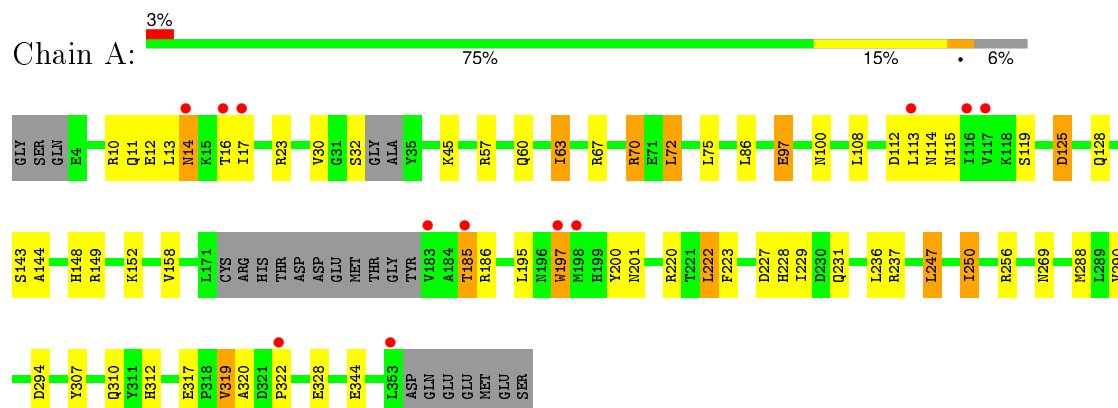 3%
Chain A:
75% 15% • 6%
GLY SER GLN E4 R10 Q11 E12 L13 N14 K15 T16 I17 R23 V30 G31 S32 GLY ALA Y35 K45 R57 Q60 I63 R67 R70 E71 L72 L75 L86 E97 N100 L108 D112 L113 N114 N115 I116 V117 K118 S119 D125 Q128
S143 A144 H148 R149 K152 V158 L171 CYS ARG HIS THR ASP ASP GLU MET THR GLY TYR V183 A184 T185 R186 L195 N196 W197 M198 H199 Y200 N201 R220 T221 L222 F223 D227 H228 I229 D230 Q231 L236 R237 L247 I250 R256 N269 M288 L289
D294 Y307 Q310 Y311 H312 E317 P318 V319 A320 D321 P322 E328 E344 L353 ASP GLN GLU GLU MET GLU SER